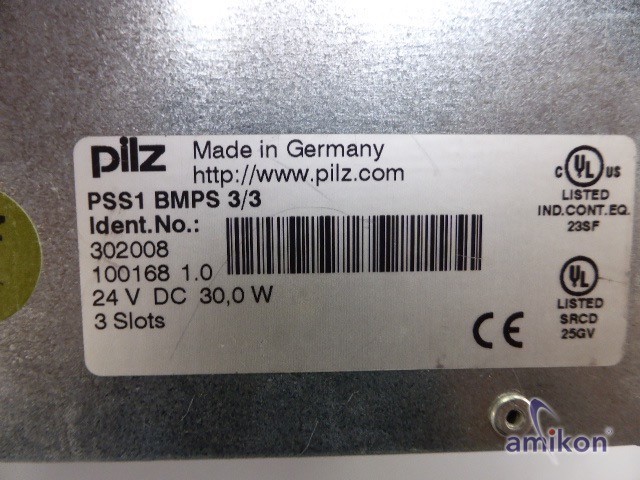 pilz
Made in Germany
http://www.pilz.com
PSS1 BMPS 3/3
Ident.No.:
302008
100168 1.0
24 V DC 30,0 W
3 Slots
C UL US
LISTED
IND.CONT.EQ.
23SF
UL
LISTED
SRCD
25GV
CE
amikon